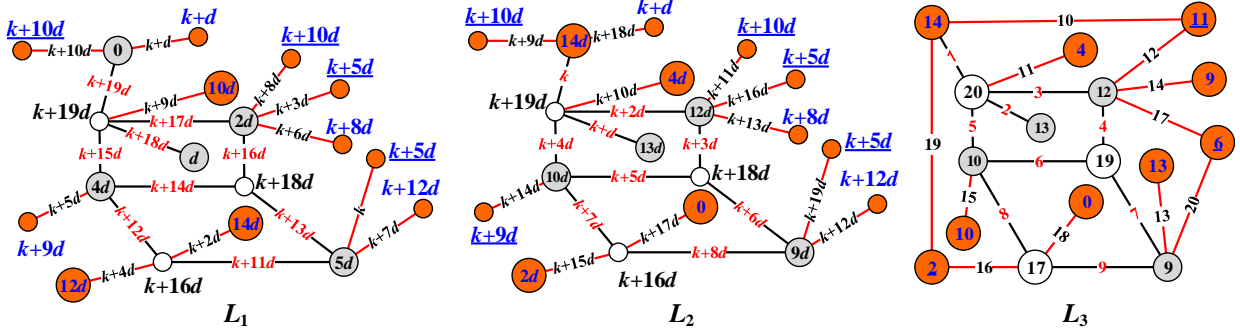 k+10d
k+d
k+10d
0
k+d
k+19d
k+10d
k+8d
k+5d
k+3d
k+9d
10d
k+19d
k+17d
2d
k+6d
k+8d
k+18d
d
k+15d
k+16d
k+5d
4d
k+14d
k+18d
k
k+12d
k+5d
k+9d
k+12d
14d
k+2d
k+13d
k+7d
k+4d
12d
k+16d
k+11d
5d
L1
k+10d
k+9d
14d
k+18d
k+d
k
k+10d
k+11d
k+5d
k+16d
k+10d
4d
k+19d
k+2d
12d
k+13d
k+8d
k+d
13d
k+4d
k+3d
k+5d
10d
k+5d
k+18d
k+19d
k+12d
k+14d
k+9d
k+7d
0
k+17d
k+6d
k+12d
2d
k+15d
k+16d
k+8d
9d
L2
14
10
11
1
11
4
12
20
3
12
14
9
2
13
17
5
4
6
19
10
6
19
13
15
10
8
0
18
7
13
20
2
16
17
9
9
L3